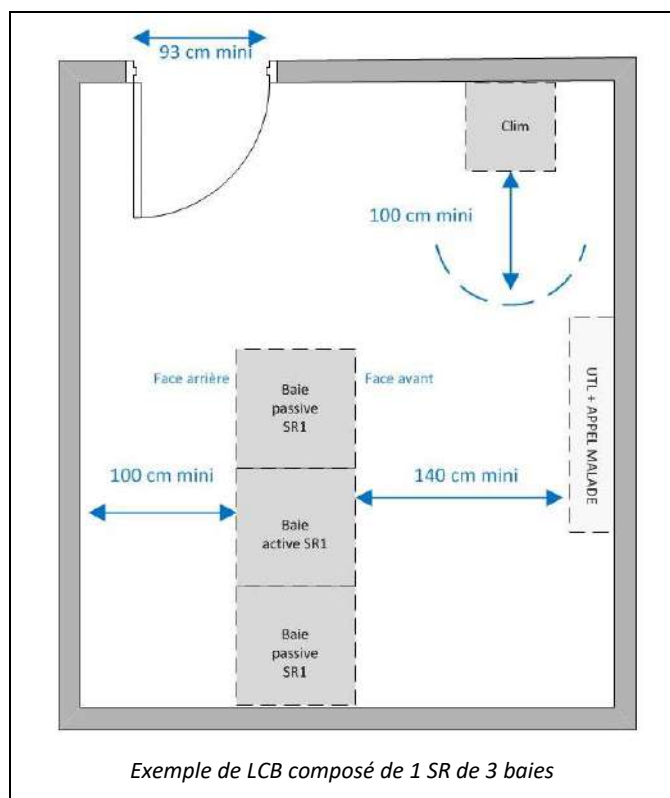 93 cm mini
Clim
100 cm mini
Face arrière
Face avant
Baie
passive
SR1
UTL + APPEL MALADE
100 cm mini
140 cm mini
Baie
active SR1
Baie
passive
SR1
Exemple de LCB composé de 1 SR de 3 baies